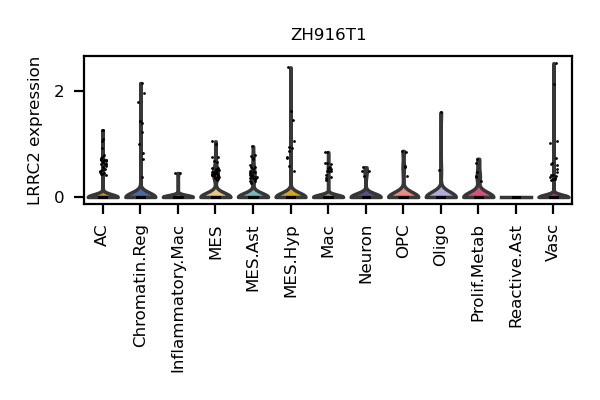 ZH916T1
LRRC2 expression
2
0
AC
Chromatin.Reg
Inflammatory.Mac
MES
MES.Ast
MES.Hyp
Mac
Neuron
OPC
Oligo
Prolif.Metab
Reactive.Ast
Vasc